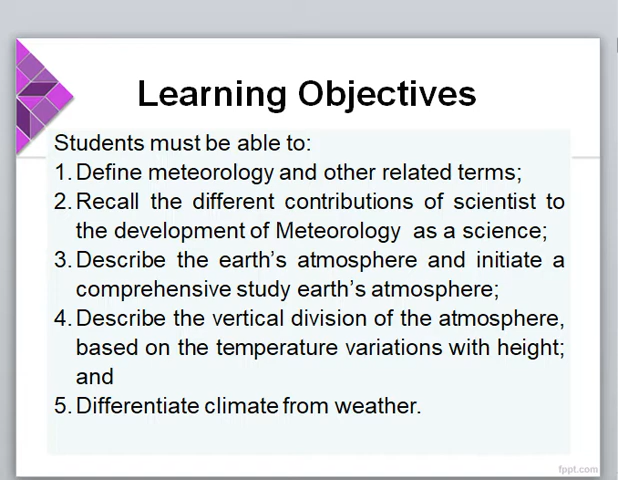 Learning Objectives
Students must be able to:
1. Define meteorology and other related terms;
2. Recall the different contributions of scientist to
the development of Meteorology as a science;
3. Describe the earth's atmosphere and initiate a
comprehensive study earth's atmosphere;
4. Describe the vertical division of the atmosphere,
based on the temperature variations with height;
and
5. Differentiate climate from weather.
fppt.com